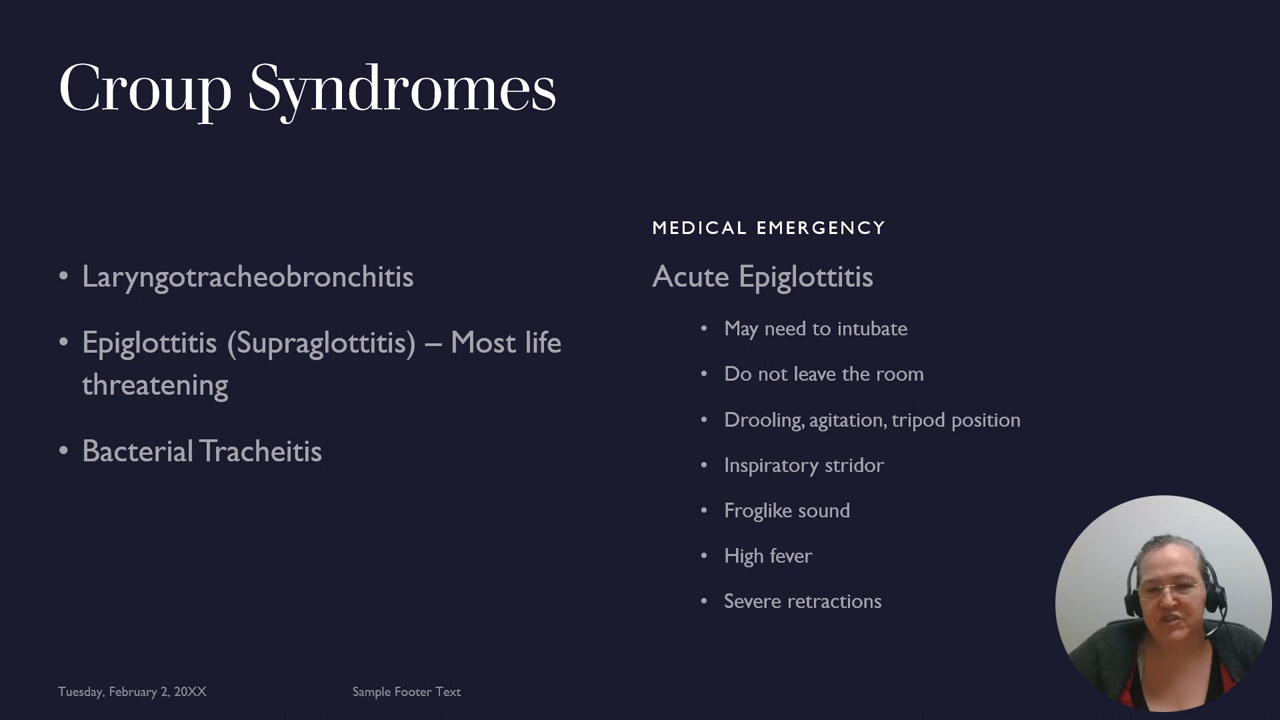 Croup Syndromes
• Laryngotracheobronchitis
• Epiglottitis (Supraglottitis) – Most life
threatening
• Bacterial Tracheitis
MEDICAL EMERGENCY
Acute Epiglottitis
• May need to intubate
• Do not leave the room
• Drooling, agitation, tripod position
• Inspiratory stridor
• Froglike sound
• High fever
• Severe retractions
Tuesday, February 2, 20XX
Sample Footer Text